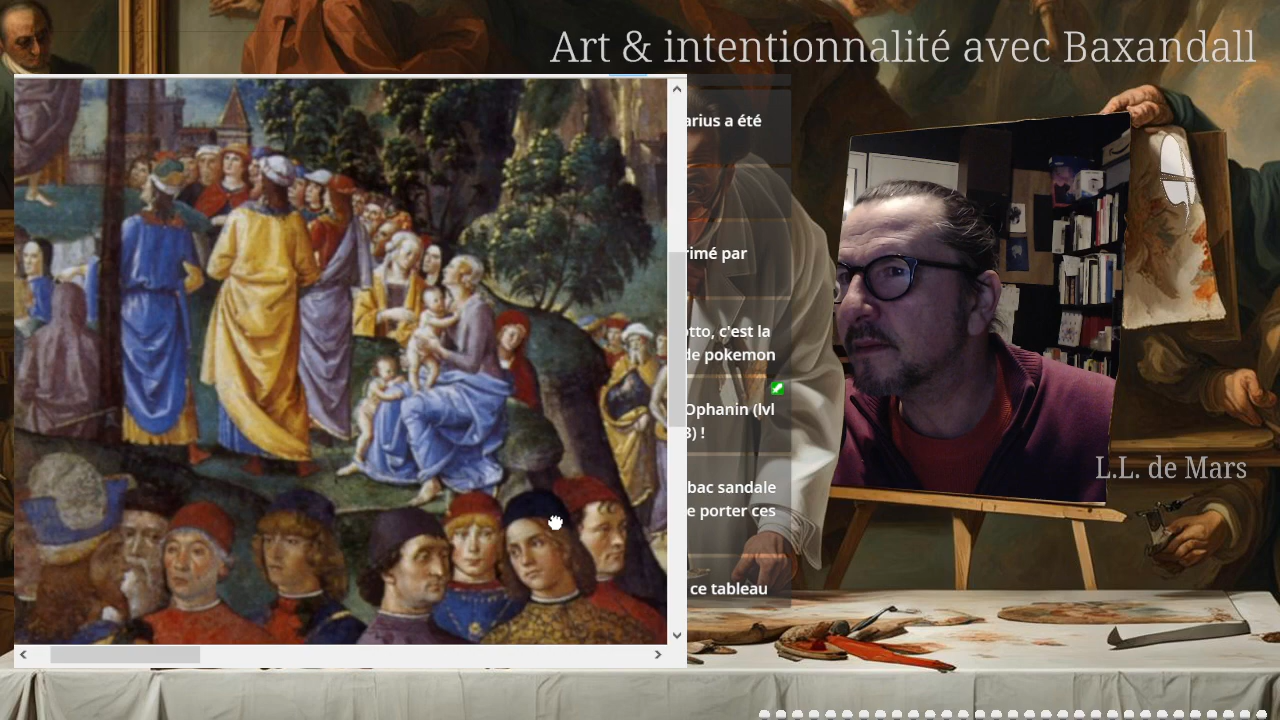 Art & intentionnalité avec Baxandall
arius a été
rimé par
otto, c'est la
de pokemon
Ophanin (lvl
3) !
bac sandale
e porter ces
ce tableau
L.L. de Mars